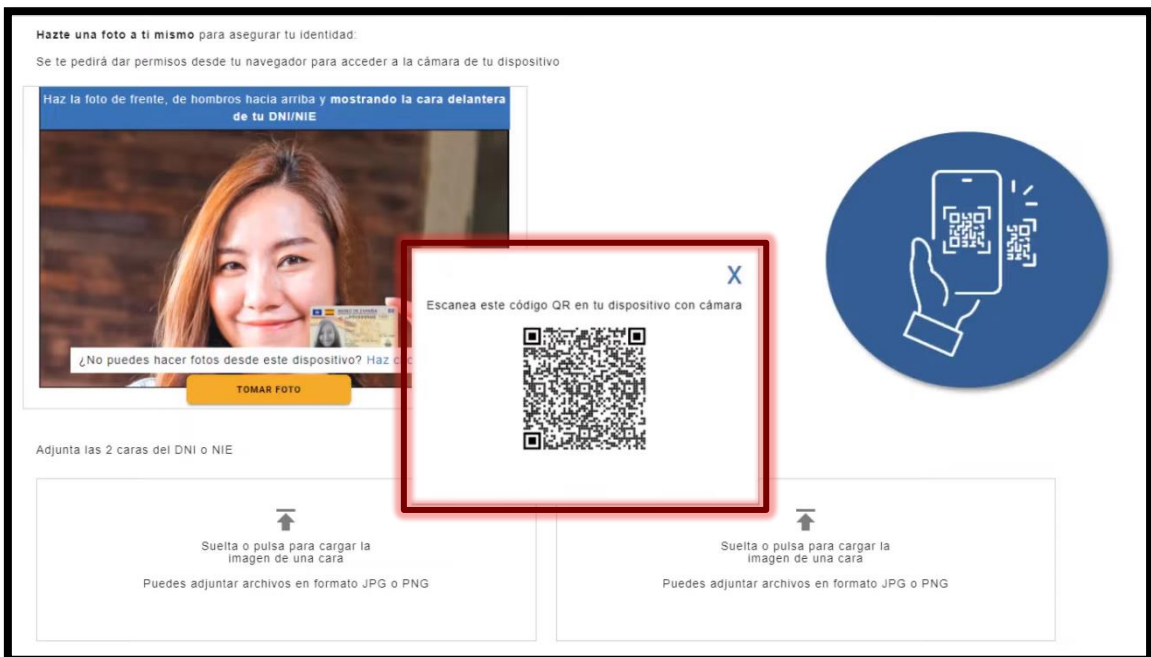 Hazte una foto a ti mismo para asegurar tu identidad:
Se te pedirá dar permisos desde tu navegador para acceder a la cámara de tu dispositivo
Haz la foto de frente, de hombros hacia arriba y mostrando la cara delantera
de tu DNI/NIE
X
Escanea este código QR en tu dispositivo con cámara
¿No puedes hacer fotos desde este dispositivo? Haz
TOMAR FOTO
Adjunta las 2 caras del DNI o NIE
Suelta o pulsa para cargar la
imagen de una cara
Puedes adjuntar archivos en formato JPG o PNG
Suelta o pulsa para cargar la
imagen de una cara
Puedes adjuntar archivos en formato JPG o PNG